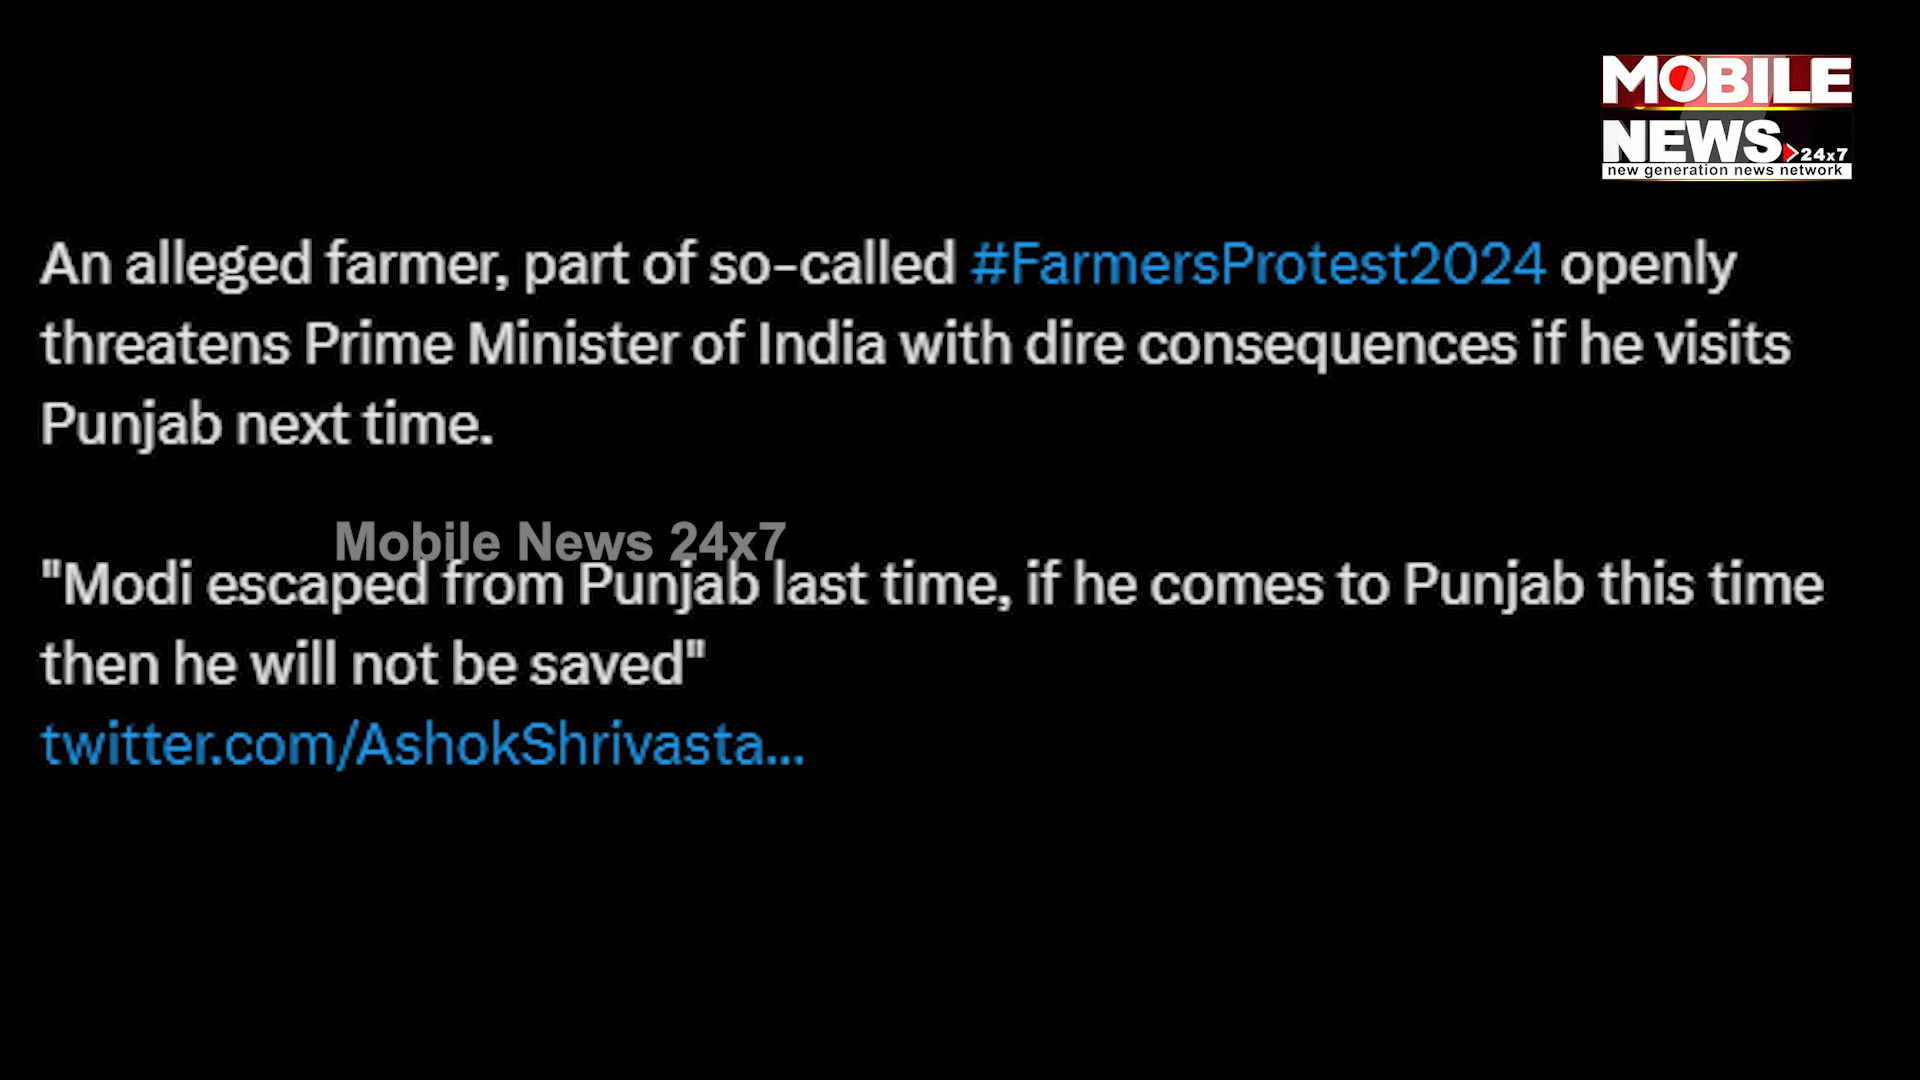 MOBILE
NEWS 24x7
new generation news network
An alleged farmer, part of so-called #FarmersProtest2024 openly
threatens Prime Minister of India with dire consequences if he visits
Punjab next time.
Mobile News 24x7
"Modi escaped from Punjab last time, if he comes to Punjab this time
then he will not be saved"
twitter.com/AshokShrivasta...